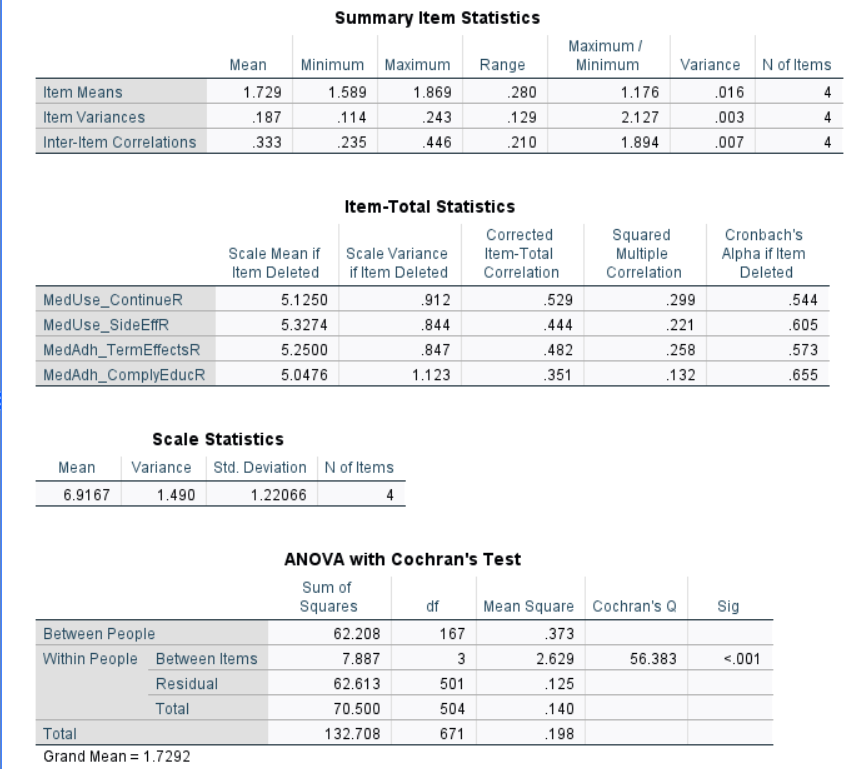 Summary Item Statistics
Mean Minimum Maximum Range Maximum / Minimum Variance N of Items
Item Means 1.729 1.589 1.869 .280 1.176 .016 4
Item Variances .187 .114 .243 .129 2.127 .003 4
Inter-Item Correlations .333 .235 .446 .210 1.894 .007 4
Item-Total Statistics
Scale Mean if Item Deleted Scale Variance if Item Deleted Corrected Item-Total Correlation Squared Multiple Correlation Cronbach's Alpha if Item Deleted
MedUse_ContinueR 5.1250 .912 .529 .299 .544
MedUse_SideEffR 5.3274 .844 .444 .221 .605
MedAdh_TermEffectsR 5.2500 .847 .482 .258 .573
MedAdh_ComplyEducR 5.0476 1.123 .351 .132 .655
Scale Statistics
Mean Variance Std. Deviation N of Items
6.9167 1.490 1.22066 4
ANOVA with Cochran's Test
Sum of Squares df Mean Square Cochran's Q Sig
Between People 62.208 167 .373
Within People Between Items 7.887 3 2.629 56.383 <.001
Residual 62.613 501 .125
Total 70.500 504 .140
Total 132.708 671 .198
Grand Mean = 1.7292